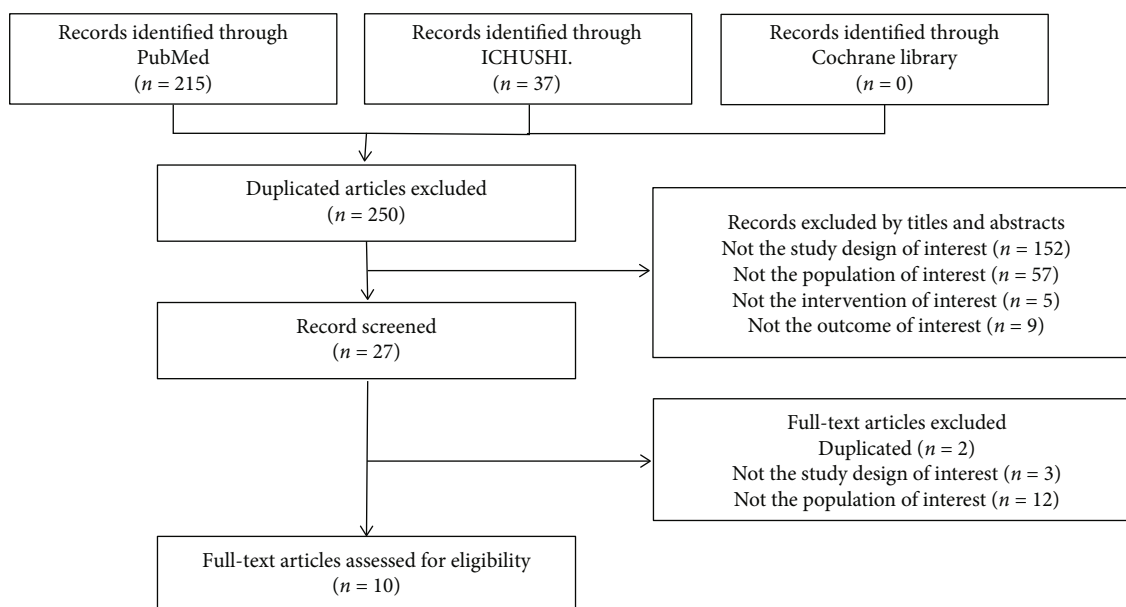 Records identified through
PubMed
(n = 215)
Records identified through
ICHUSHI.
(n = 37)
Records identified through
Cochrane library
(n = 0)
Duplicated articles excluded
(n = 250)
Records excluded by titles and abstracts
Not the study design of interest (n = 152)
Not the population of interest (n = 57)
Not the intervention of interest (n = 5)
Not the outcome of interest (n = 9)
Record screened
(n = 27)
Full-text articles excluded
Duplicated (n = 2)
Not the study design of interest (n = 3)
Not the population of interest (n = 12)
Full-text articles assessed for eligibility
(n = 10)